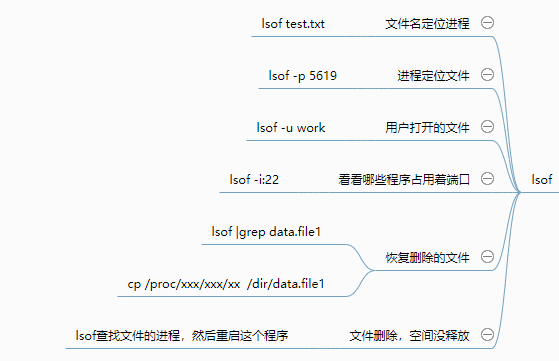 lsof test.txt 文件名定位进程
lsof -p 5619 进程定位文件
lsof -u work 用户打开的文件
lsof -i:22 看看哪些程序占用着端口
lsof
lsof |grep data.file1
恢复删除的文件
cp /proc/xxx/xxx/xx /dir/data.file1
lsof查找文件的进程，然后重启这个程序 文件删除，空间没释放